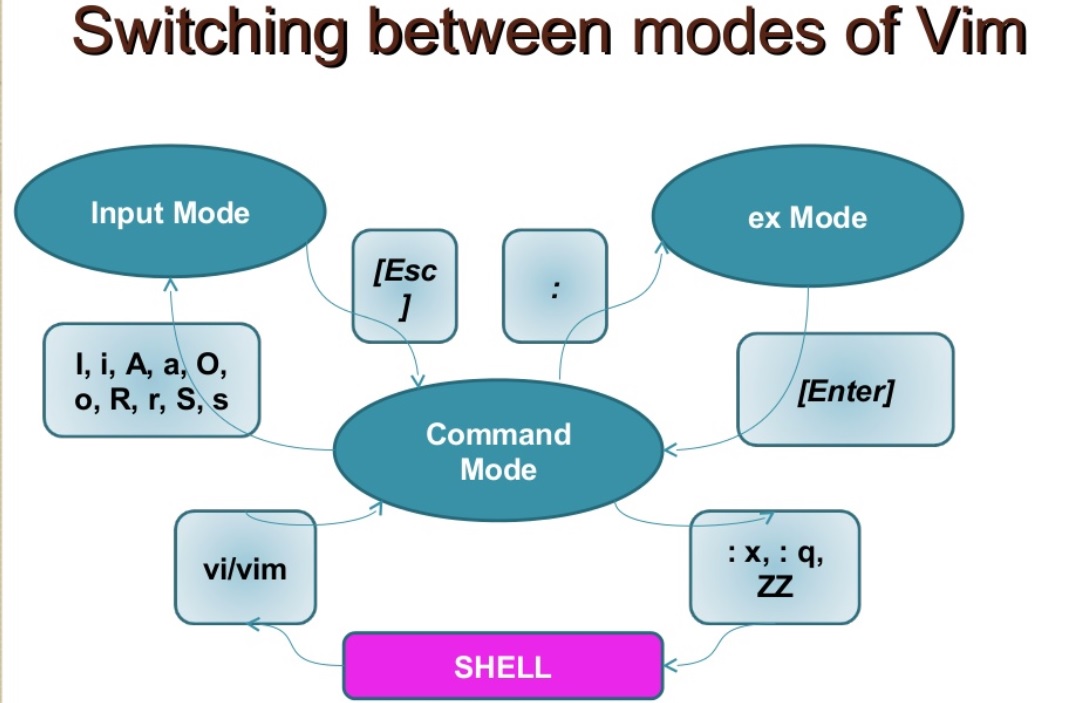 Switching between modes of Vim
Input Mode
ex Mode
[Esc
]
:
I, i, A, a, O,
o, R, r, S, s
[Enter]
Command
Mode
vi/vim
: x, : q,
ZZ
SHELL